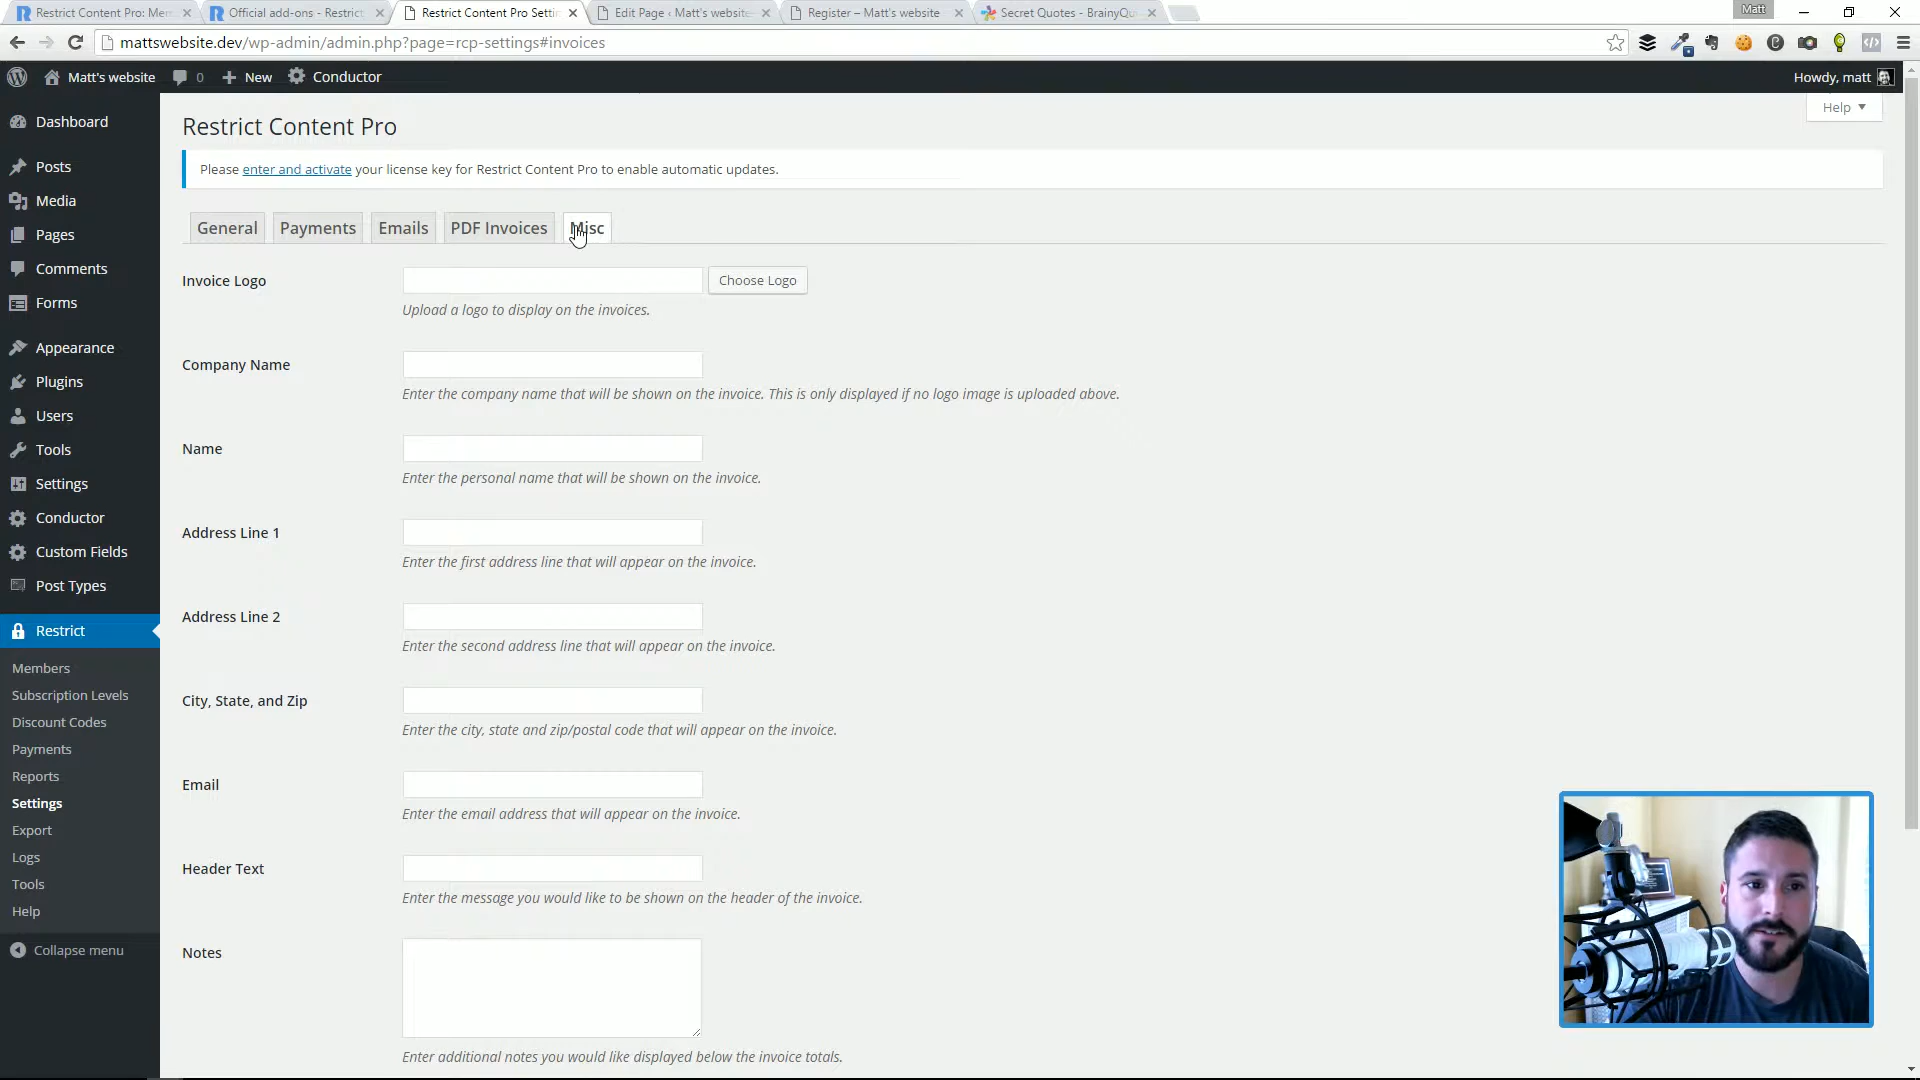 Restrict Content Pro: Mem
Official add-ons - Restrict
Restrict Content Pro Settin
Edit Page ‹ Matt's website
Register – Matt's website
Secret Quotes - BrainyQu
Matt
mattswebsite.dev/wp-admin/admin.php?page=rcp-settings#invoices
Matt's website
0
New
Conductor
Howdy, matt
Help
Dashboard
Posts
Media
Pages
Comments
Forms
Appearance
Plugins
Users
Tools
Settings
Conductor
Custom Fields
Post Types
Restrict
Members
Subscription Levels
Discount Codes
Payments
Reports
Settings
Export
Logs
Tools
Help
Collapse menu
Restrict Content Pro
Please enter and activate your license key for Restrict Content Pro to enable automatic updates.
General
Payments
Emails
PDF Invoices
Misc
Invoice Logo
Choose Logo
Upload a logo to display on the invoices.
Company Name
Enter the company name that will be shown on the invoice. This is only displayed if no logo image is uploaded above.
Name
Enter the personal name that will be shown on the invoice.
Address Line 1
Enter the first address line that will appear on the invoice.
Address Line 2
Enter the second address line that will appear on the invoice.
City, State, and Zip
Enter the city, state and zip/postal code that will appear on the invoice.
Email
Enter the email address that will appear on the invoice.
Header Text
Enter the message you would like to be shown on the header of the invoice.
Notes
Enter additional notes you would like displayed below the invoice totals.